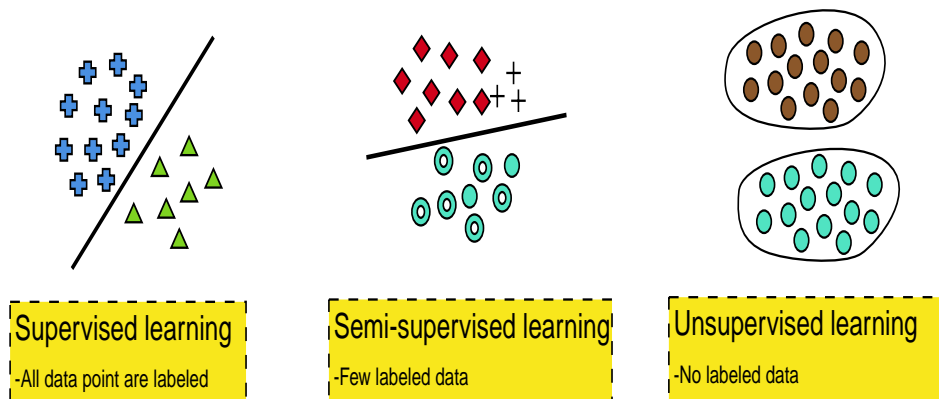 Supervised learning
-All data point are labeled
Semi-supervised learning
-Few labeled data
Unsupervised learning
-No labeled data